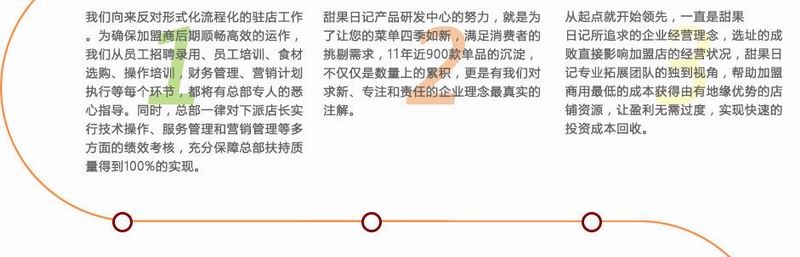 我们向来反对形式化流程化的驻店工作
。为确保加盟商后期顺畅高效的运作，
我们从员工招聘录用、员工培训、食材
选购、操作培训，财务管理、营销计划
执行等每个环节，都将有总部专人的悉
心指导。同时，总部一律对下派店长实
行技术操作、服务管理和营销管理等多
方面的绩效考核，充分保障总部扶持质
量得到100%的实现。
1
甜果日记产品研发中心的努力，就是为
了让您的菜单四季如新，满足消费者的
挑剔需求，11年近900款单品的沉淀，
不仅仅是数量上的累积，更是有我们对
求新、专注和责任的企业理念最真实的
注解。
2
从起点就开始领先，一直是甜果
日记所追求的企业经营理念，选址的成
败直接影响加盟店的经营状况，甜果日
记专业拓展团队的独到视角，帮助加盟
商用最低的成本获得由有地缘优势的店
铺资源，让盈利无需过度，实现快速的
投资成本回收。
3